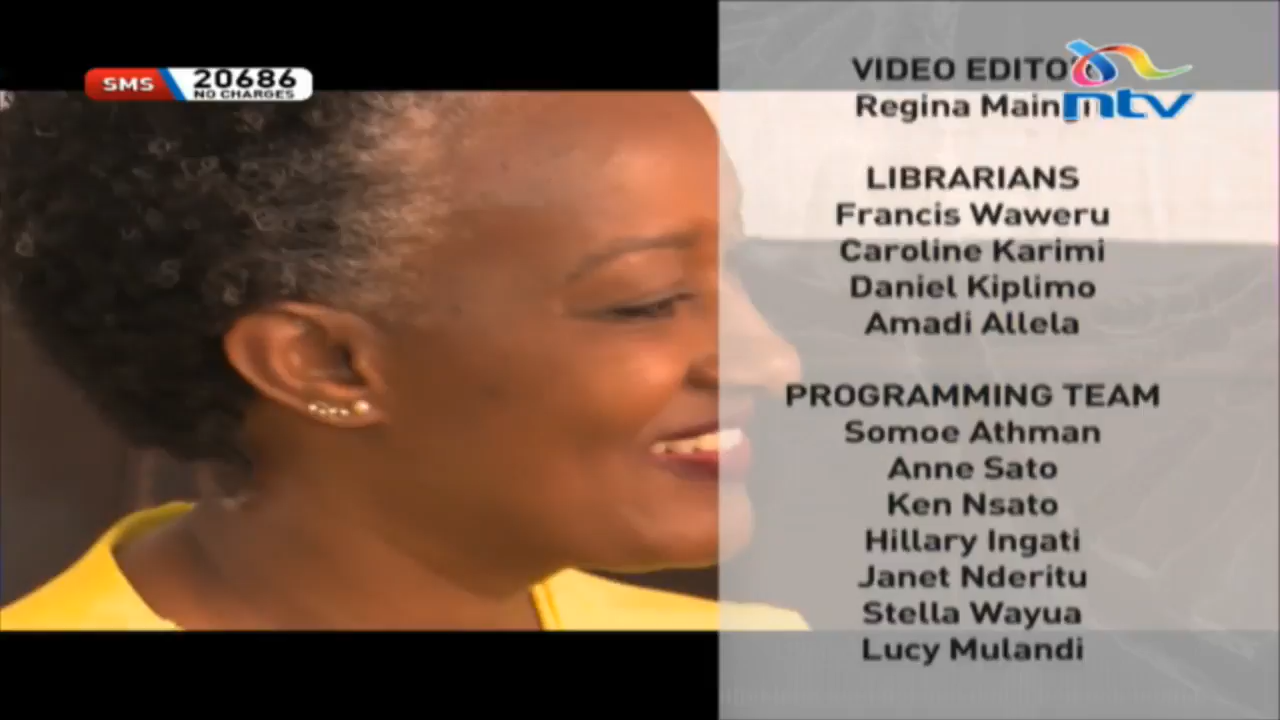 SMS 20686
NO CHARGES
VIDEO EDITO
Regina Main
ntv
LIBRARIANS
Francis Waweru
Caroline Karimi
Daniel Kiplimo
Amadi Allela
PROGRAMMING TEAM
Somoe Athman
Anne Sato
Ken Nsato
Hillary Ingati
Janet Nderitu
Stella Wayua
Lucy Mulandi